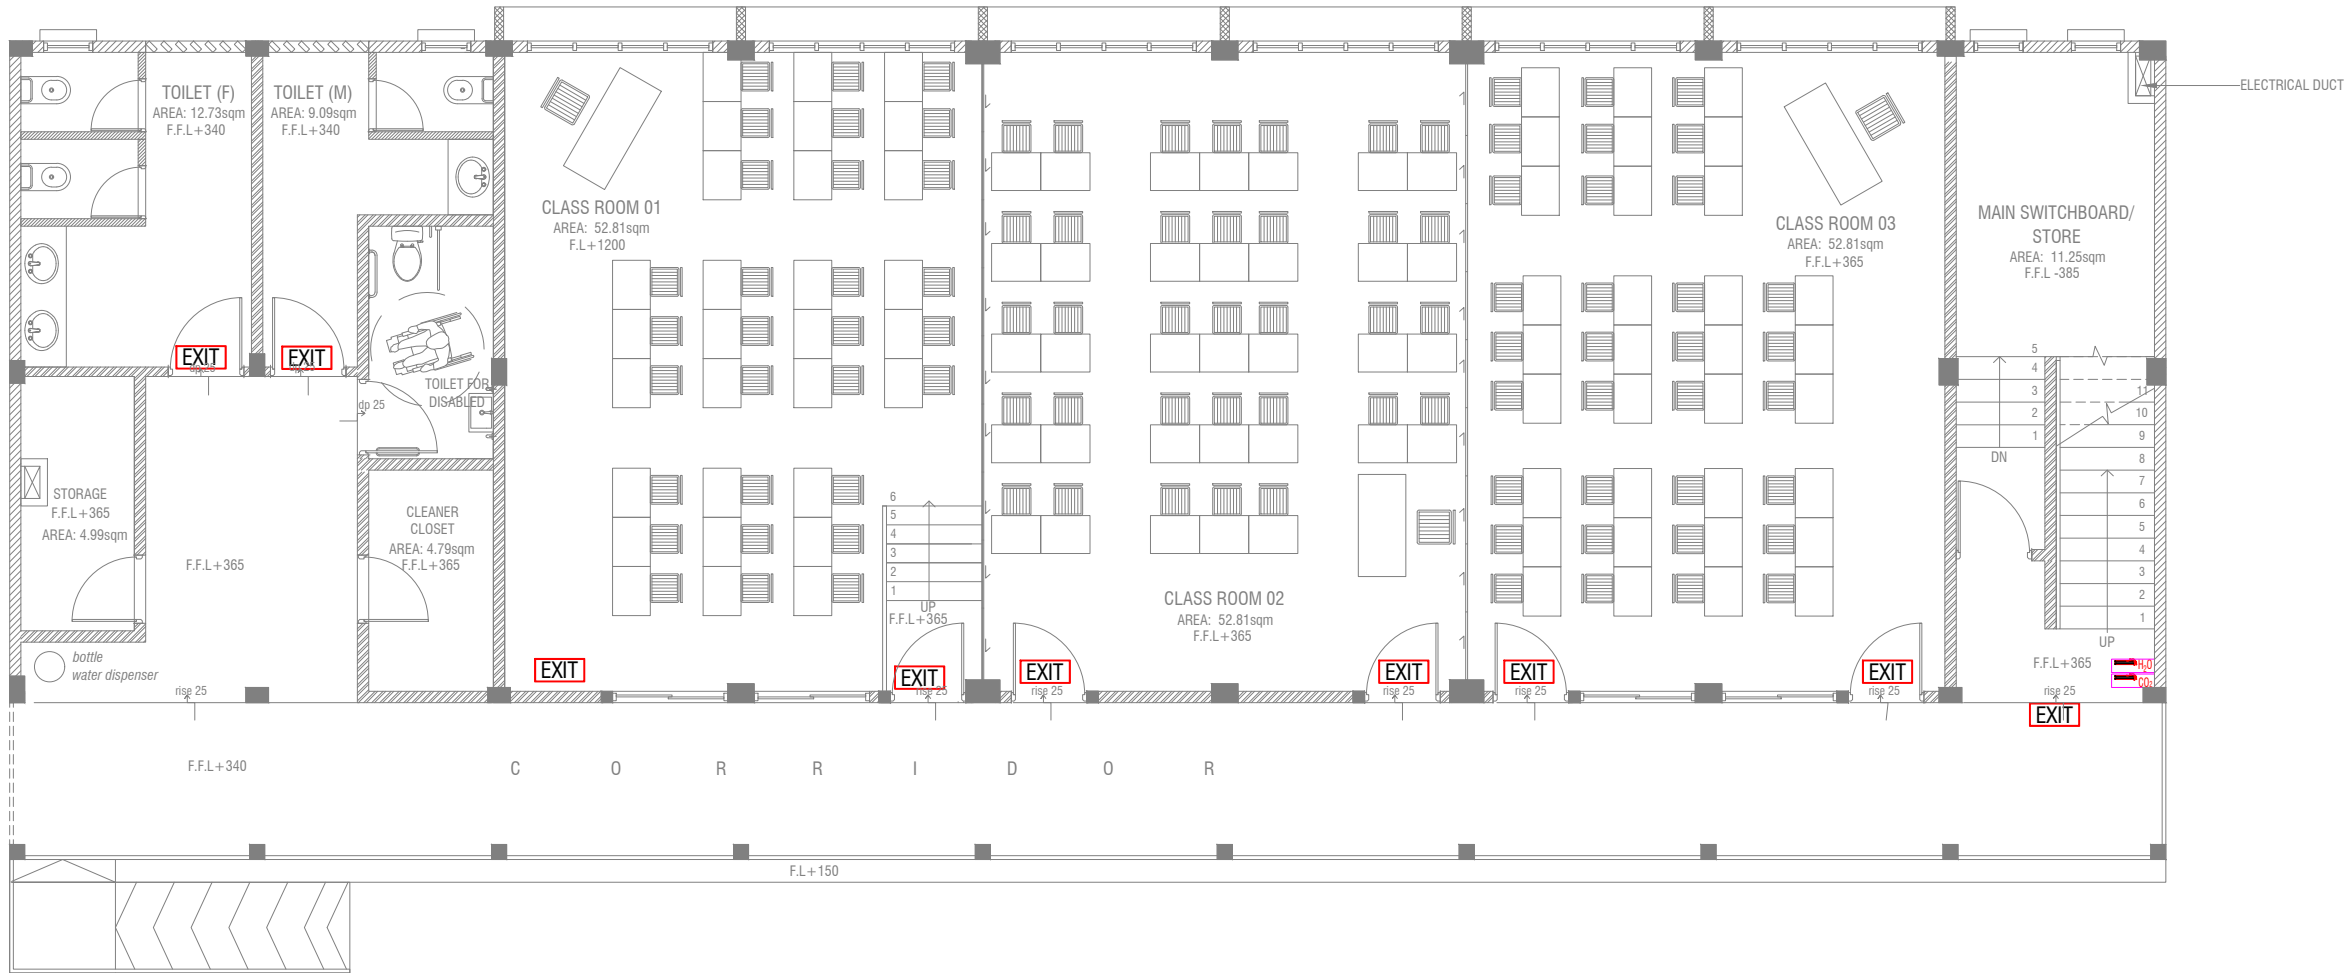 TOILET (F)
AREA: 12.73sqm
F.F.L+340
TOILET (M)
AREA: 9.09sqm
F.F.L+340
CLASS ROOM 01
AREA: 52.81sqm
F.L+1200
CLASS ROOM 03
AREA: 52.81sqm
F.F.L+365
MAIN SWITCHBOARD/
STORE
AREA: 11.25sqm
F.F.L -385
ELECTRICAL DUCT
EXIT
EXIT
TOILET FOR
DISABLED
dp 25
STORAGE
F.F.L+365
AREA: 4.99sqm
F.F.L+365
CLEANER
CLOSET
AREA: 4.79sqm
F.F.L+365
6
5
4
3
2
1
UP
F.F.L+365
CLASS ROOM 02
AREA: 52.81sqm
F.F.L+365
5
4
3
2
1
DN
11
10
9
8
7
6
5
4
3
2
1
UP
F.F.L+365
H2O
CO2
bottle
water dispenser
EXIT
EXIT
EXIT
EXIT
EXIT
EXIT
EXIT
rise 25
rise 25
rise 25
rise 25
rise 25
rise 25
rise 25
F.F.L+340
C O R R I D O R
F.L+150